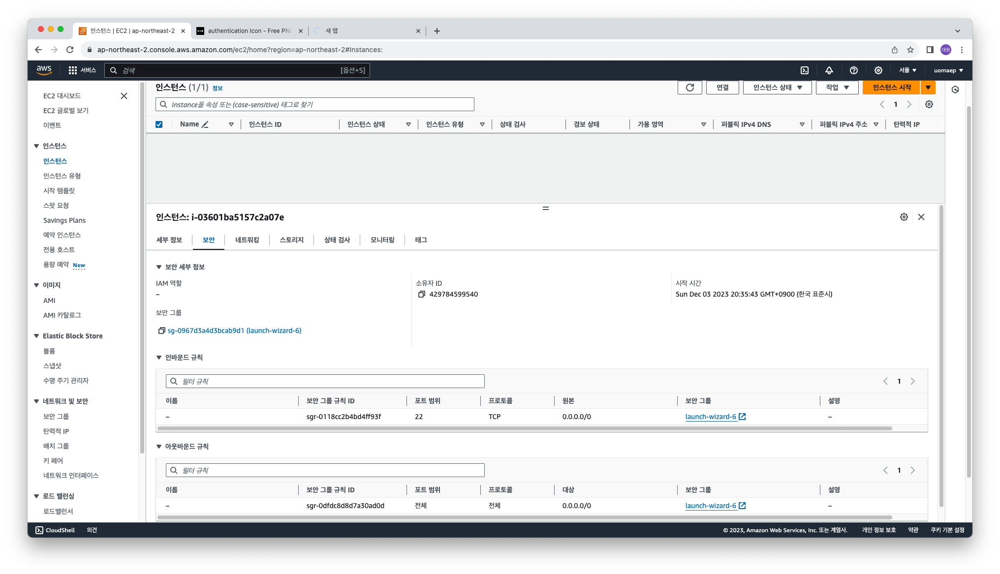 인스턴스 | EC2 | ap-northeast-2
authentication Icon - Free PNG
새 탭
ap-northeast-2.console.aws.amazon.com/ec2/home?region=ap-northeast-2#Instances:
대원
aws
서비스
검색
[옵션+S]
서울
uomaep
EC2 대시보드
EC2 글로벌 보기
이벤트
인스턴스
인스턴스
인스턴스 유형
시작 템플릿
스팟 요청
Savings Plans
예약 인스턴스
전용 호스트
용량 예약 New
이미지
AMI
AMI 카탈로그
Elastic Block Store
볼륨
스냅샷
수명 주기 관리자
네트워크 및 보안
보안 그룹
탄력적 IP
배치 그룹
키 페어
네트워크 인터페이스
로드 밸런싱
로드밸런서
인스턴스 (1/1) 정보
연결
인스턴스 상태
작업
인스턴스 시작
Instance을 속성 또는 (case-sensitive) 태그로 찾기
1
Name 인스턴스 ID 인스턴스 상태 인스턴스 유형 상태 검사 경보 상태 가용 영역 퍼블릭 IPv4 DNS 퍼블릭 IPv4 주소 탄력적 IP
인스턴스: i-03601ba5157c2a07e
세부 정보 보안 네트워킹 스토리지 상태 검사 모니터링 태그
보안 세부 정보
IAM 역할
–
소유자 ID
429784599540
시작 시간
Sun Dec 03 2023 20:35:43 GMT+0900 (한국 표준시)
보안 그룹
sg-0967d3a4d3bcab9d1 (launch-wizard-6)
인바운드 규칙
필터 규칙
1
이름 보안 그룹 규칙 ID 포트 범위 프로토콜 원본 보안 그룹 설명
– sgr-0118cc2b4bd4ff93f 22 TCP 0.0.0.0/0 launch-wizard-6 –
아웃바운드 규칙
필터 규칙
1
이름 보안 그룹 규칙 ID 포트 범위 프로토콜 대상 보안 그룹 설명
– sgr-0dfdc8d8d7a30ad0d 전체 전체 0.0.0.0/0 launch-wizard-6 –
CloudShell 의견
© 2023, Amazon Web Services, Inc. 또는 계열사. 개인 정보 보호 약관 쿠키 기본 설정